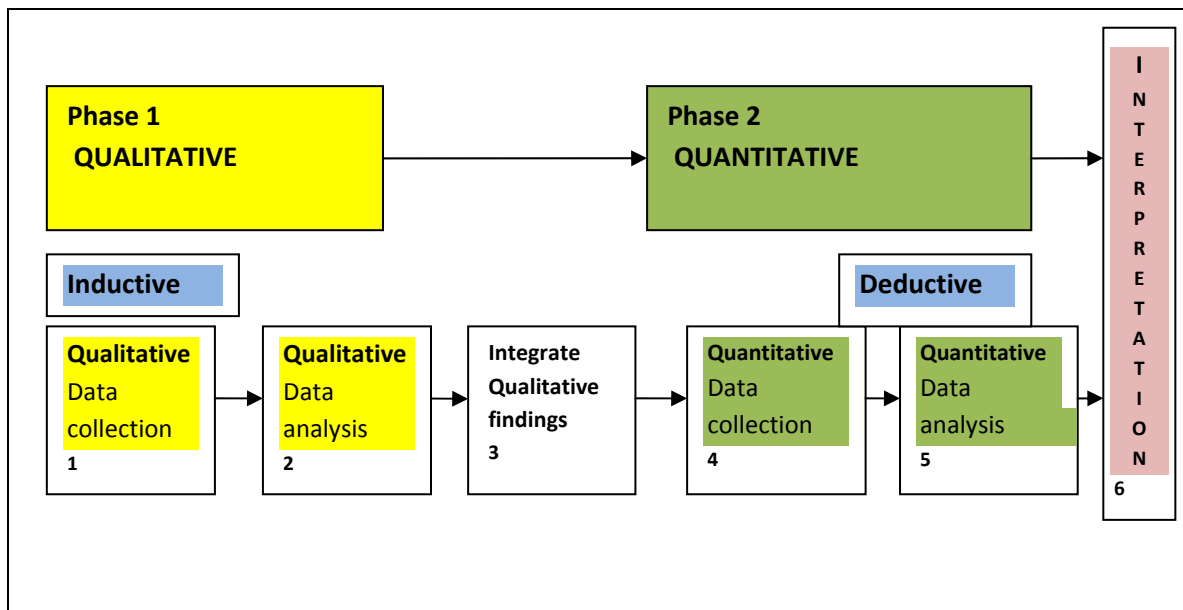 Phase 1
QUALITATIVE
Phase 2
QUANTITATIVE
INTERPRETATION
6
Inductive
Deductive
Qualitative
Data
collection
1
Qualitative
Data
analysis
2
Integrate
Qualitative
findings
3
Quantitative
Data
collection
4
Quantitative
Data
analysis
5